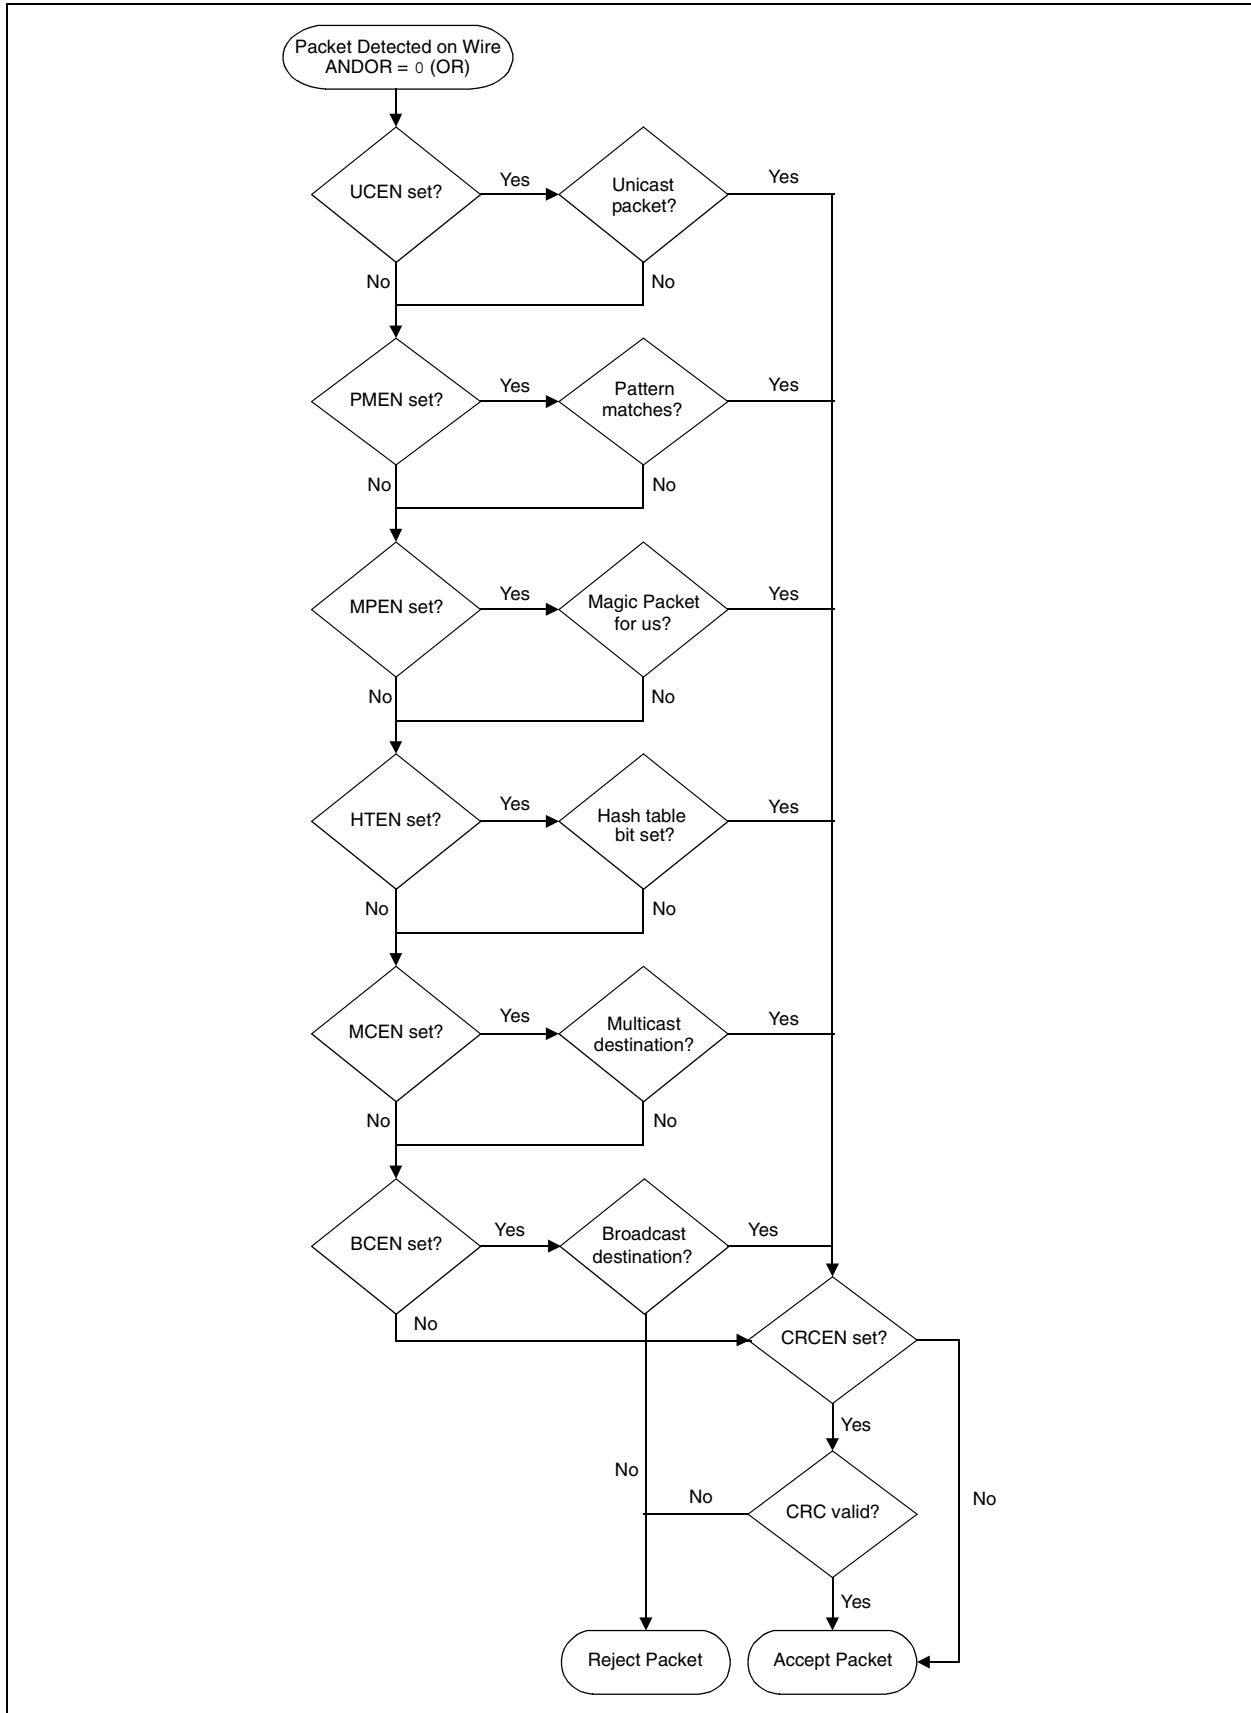 Packet Detected on Wire
ANDOR = 0 (OR)
UCEN set?
Yes
Unicast
packet?
Yes
No
No
PMEN set?
Yes
Pattern
matches?
Yes
No
No
MPEN set?
Yes
Magic Packet
for us?
Yes
No
No
HTEN set?
Yes
Hash table
bit set?
Yes
No
No
MCEN set?
Yes
Multicast
destination?
Yes
No
No
BCEN set?
Yes
Broadcast
destination?
Yes
No
CRCEN set?
Yes
No
No
No
CRC valid?
Yes
Reject Packet
Accept Packet